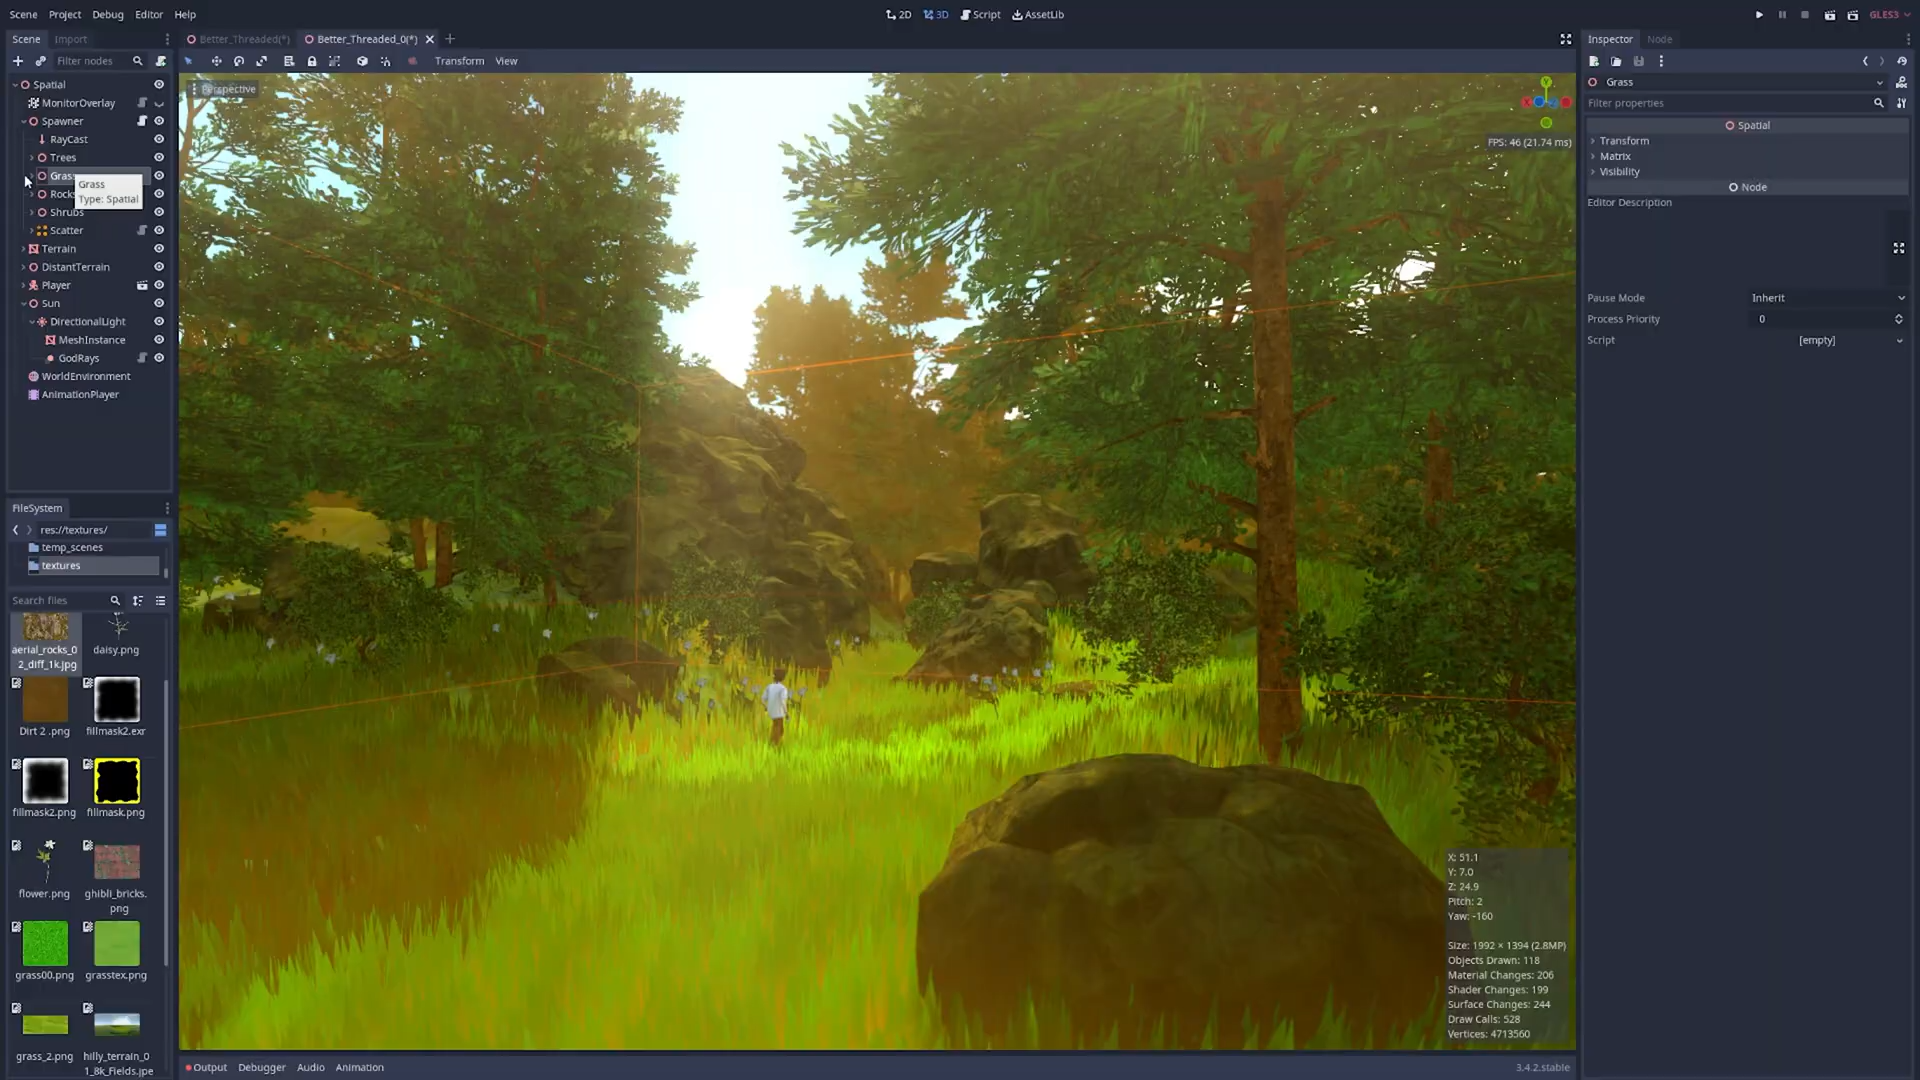 Scene Project Debug Editor Help
2D 3D Script AssetLib
GLES3
Scene Import
Filter nodes
Spatial
MonitorOverlay
Spawner
RayCast
Trees
Grass
Rocks
Shrubs
Scatter
Terrain
DistantTerrain
Player
Sun
DirectionalLight
MeshInstance
GodRays
WorldEnvironment
AnimationPlayer
Grass
Type: Spatial
FileSystem
res://textures/
temp_scenes
textures
Search files
aerial_rocks_0
2_diff_1k.jpg
daisy.png
Dirt 2 .png
fillmask2.exr
fillmask2.png
fillmask.png
flower.png
ghibli_bricks.
png
grass00.png
grasstex.png
grass_2.png
hilly_terrain_0
1_8k_Fields.jpe
Better_Threaded(*)
Better_Threaded_0(*)
Transform View
Perspective
Y
FPS: 46 (21.74 ms)
X: 51.1
Y: 7.0
Z: 24.9
Pitch: 2
Yaw: -160
Size: 1992 × 1394 (2.8MP)
Objects Drawn: 118
Material Changes: 206
Shader Changes: 199
Surface Changes: 244
Draw Calls: 528
Vertices: 4713560
Output Debugger Audio Animation
3.4.2.stable
Inspector Node
Grass
Filter properties
Spatial
Transform
Matrix
Visibility
Node
Editor Description
Pause Mode Inherit
Process Priority 0
Script [empty]